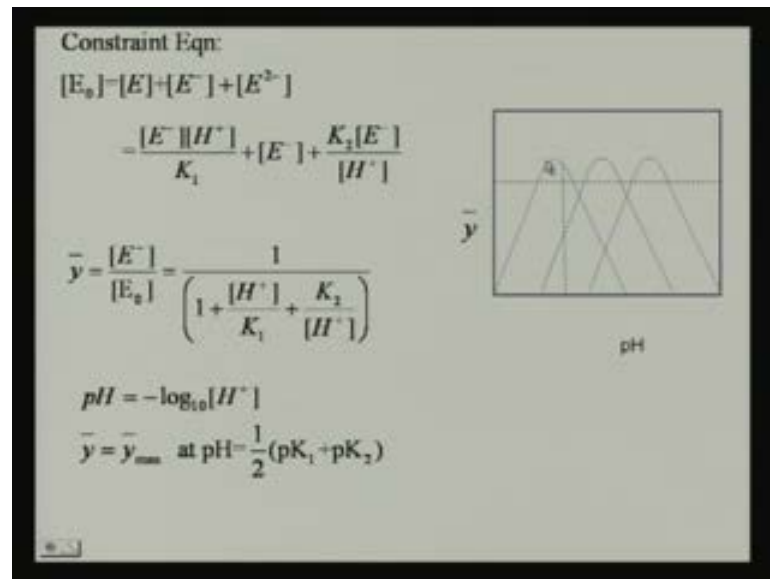 Constraint Eqn:
[E₀]=[E]+[E⁻]+[E²⁻]
=[E⁻][H⁺]/K₁+[E⁻]+K₂[E⁻]/[H⁺]
ȳ=[E⁻]/[E₀]=1/(1+[H⁺]/K₁+K₂/[H⁺])
pH=-log₁₀[H⁺]
ȳ=ȳmax at pH=1/2(pK₁+pK₂)
ȳ
pH